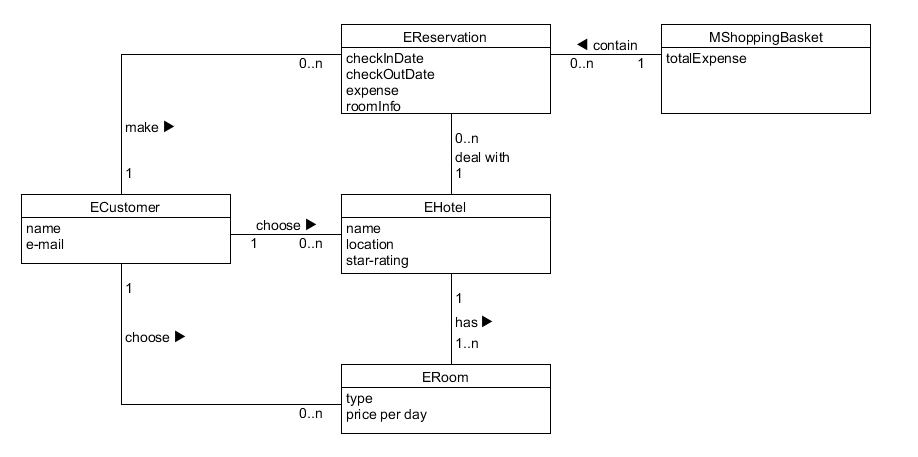 EReservation
checkInDate
checkOutDate
expense
roomInfo
◀ contain
0..n
1
MShoppingBasket
totalExpense
0..n
make ▶
1
0..n
deal with
1
ECustomer
name
e-mail
choose ▶
1
0..n
EHotel
name
location
star-rating
1
choose ▶
0..n
1
has ▶
1..n
ERoom
type
price per day